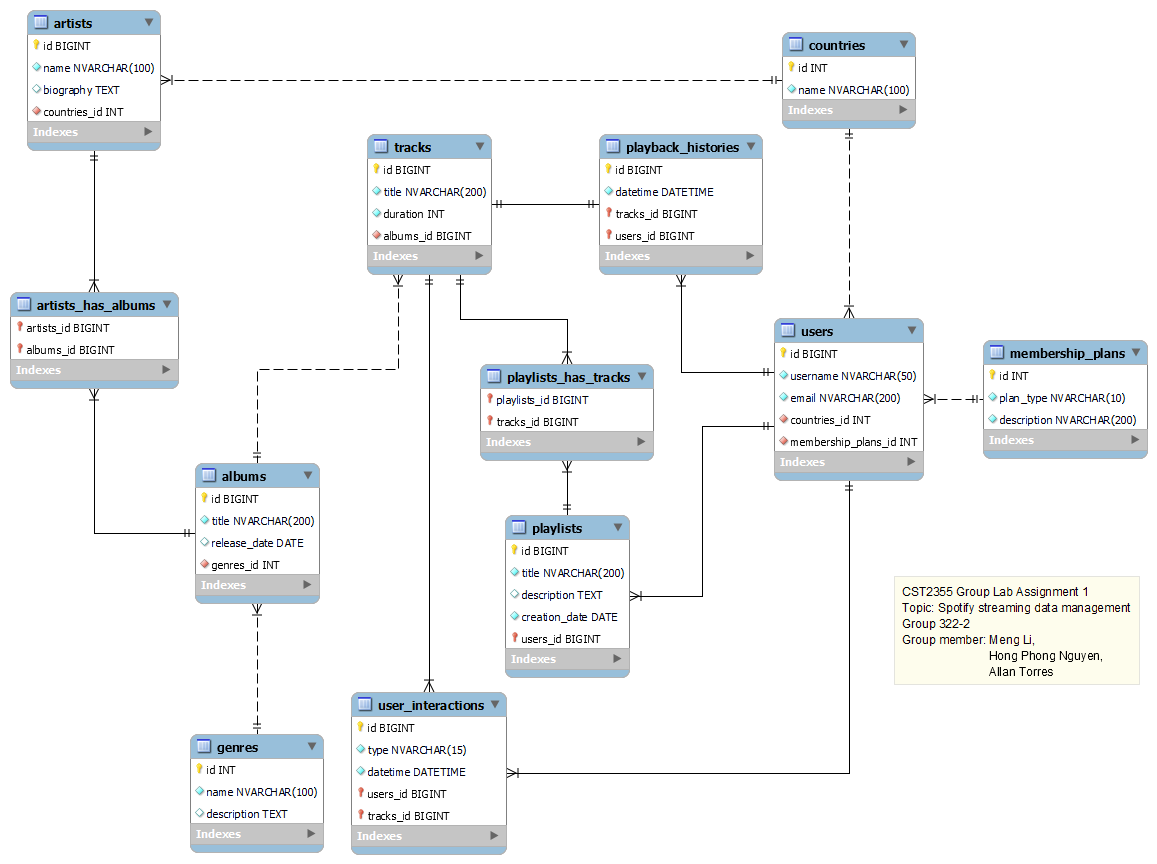 artists
id BIGINT
name NVARCHAR(100)
biography TEXT
countries_id INT
Indexes
countries
id INT
name NVARCHAR(100)
Indexes
tracks
id BIGINT
title NVARCHAR(200)
duration INT
albums_id BIGINT
Indexes
playback_histories
id BIGINT
datetime DATETIME
tracks_id BIGINT
users_id BIGINT
Indexes
artists_has_albums
artists_id BIGINT
albums_id BIGINT
Indexes
users
id BIGINT
username NVARCHAR(50)
email NVARCHAR(200)
countries_id INT
membership_plans_id INT
Indexes
membership_plans
id INT
plan_type NVARCHAR(10)
description NVARCHAR(200)
Indexes
playlists_has_tracks
playlists_id BIGINT
tracks_id BIGINT
Indexes
albums
id BIGINT
title NVARCHAR(200)
release_date DATE
genres_id INT
Indexes
playlists
id BIGINT
title NVARCHAR(200)
description TEXT
creation_date DATE
users_id BIGINT
Indexes
CST2355 Group Lab Assignment 1
Topic: Spotify streaming data management
Group 322-2
Group member: Meng Li,
Hong Phong Nguyen,
Allan Torres
user_interactions
id BIGINT
type NVARCHAR(15)
datetime DATETIME
users_id BIGINT
tracks_id BIGINT
Indexes
genres
id INT
name NVARCHAR(100)
description TEXT
Indexes